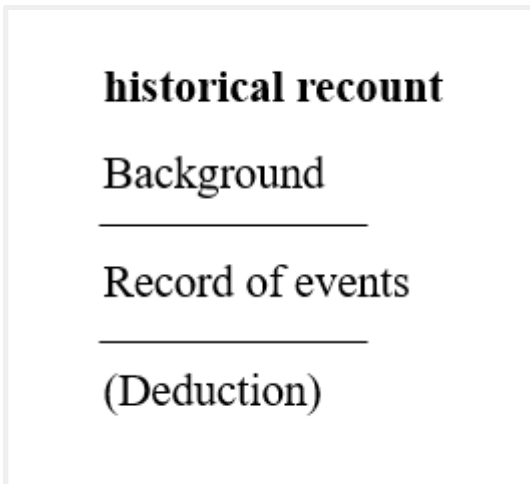 historical recount
Background
Record of events
(Deduction)